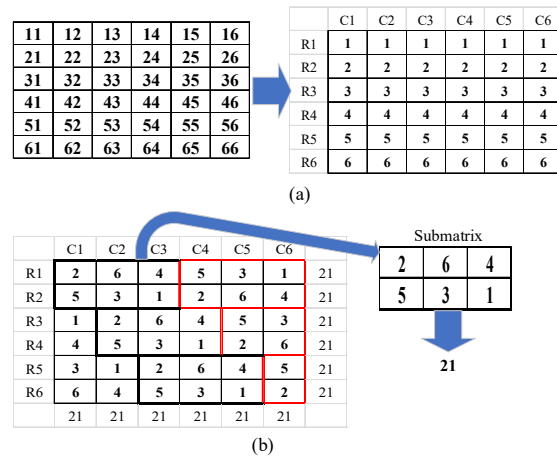 11 12 13 14 15 16
21 22 23 24 25 26
31 32 33 34 35 36
41 42 43 44 45 46
51 52 53 54 55 56
61 62 63 64 65 66
C1 C2 C3 C4 C5 C6
R1 1 1 1 1 1 1
R2 2 2 2 2 2 2
R3 3 3 3 3 3 3
R4 4 4 4 4 4 4
R5 5 5 5 5 5 5
R6 6 6 6 6 6 6
(a)
C1 C2 C3 C4 C5 C6
R1 2 6 4 5 3 1 21
R2 5 3 1 2 6 4 21
R3 1 2 6 4 5 3 21
R4 4 5 3 1 2 6 21
R5 3 1 2 6 4 5 21
R6 6 4 5 3 1 2 21
21 21 21 21 21 21
Submatrix
2 6 4
5 3 1
21
(b)